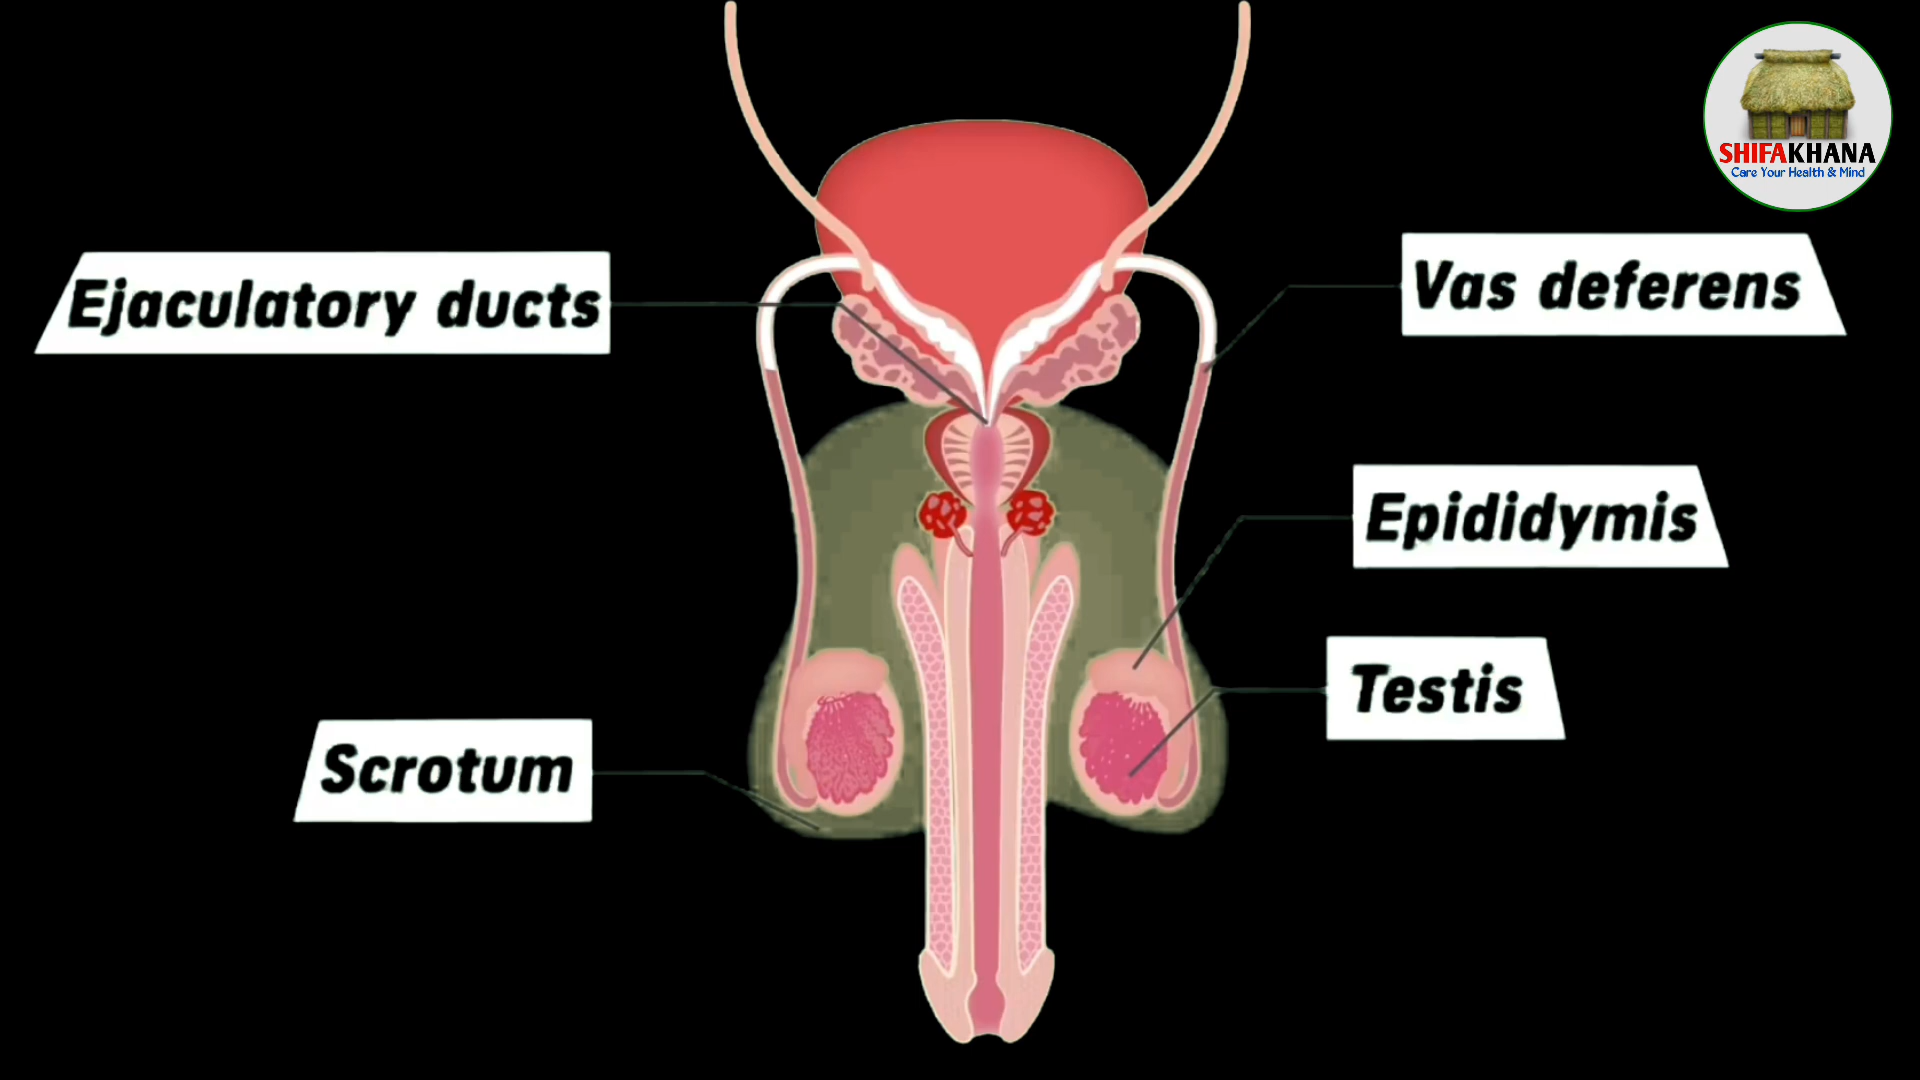 SHIFAKHANA
Care Your Health & Mind
Ejaculatory ducts
Vas deferens
Epididymis
Testis
Scrotum